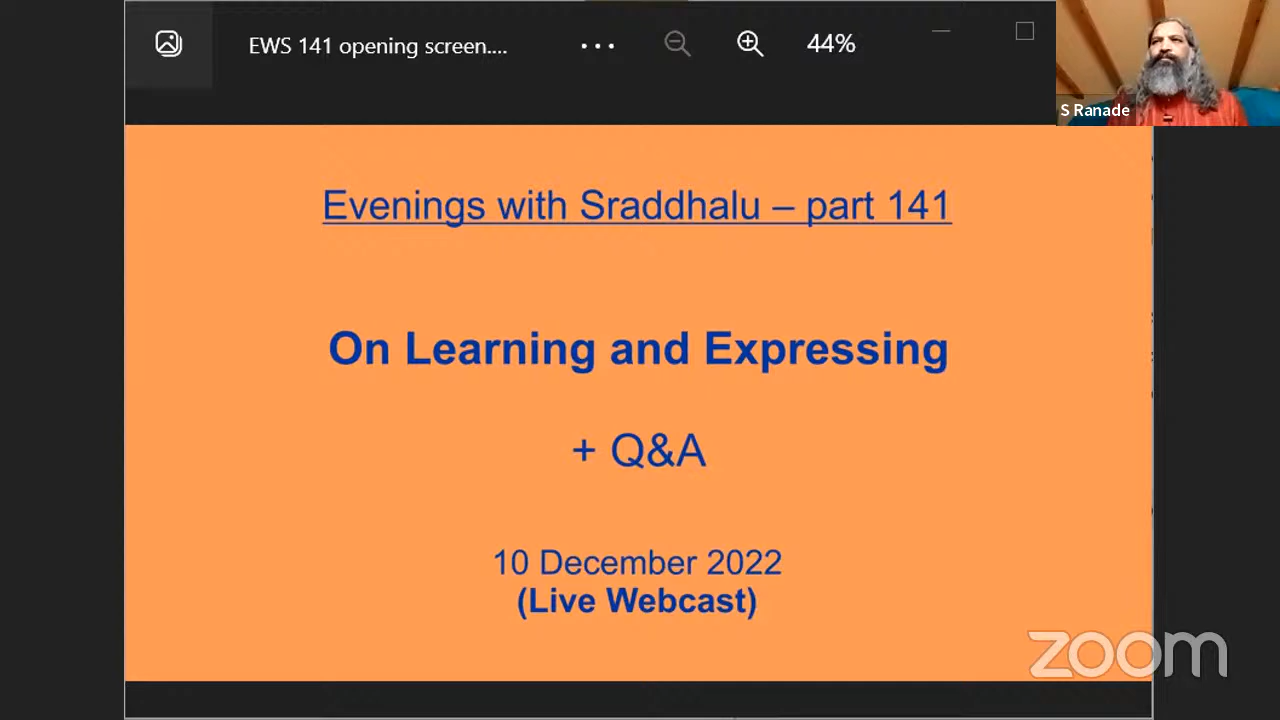 EWS 141 opening screen....
44%
S Ranade
Evenings with Sraddhalu – part 141
On Learning and Expressing
+ Q&A
10 December 2022
(Live Webcast)
zoom